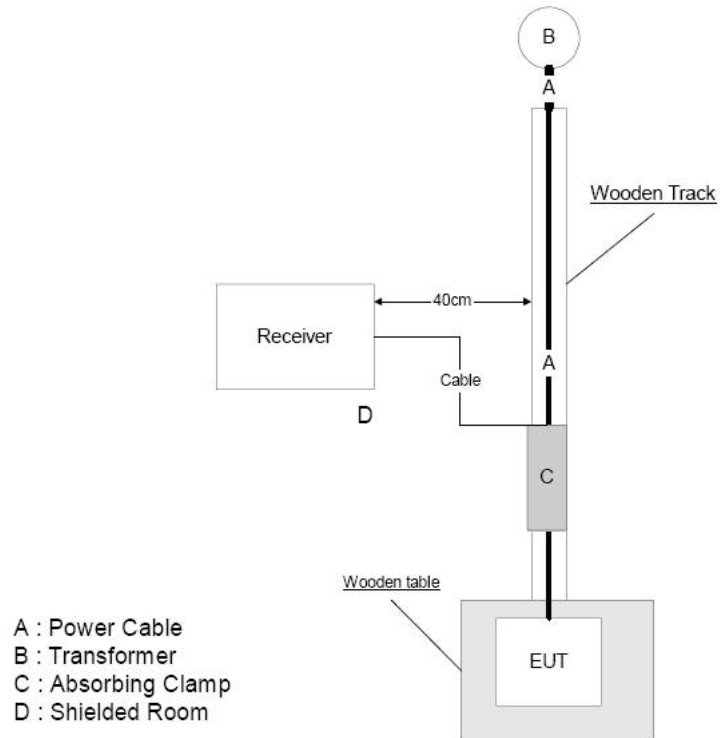 B
A
Wooden Track
40cm
Receiver
A
Cable
D
C
Wooden table
EUT
A : Power Cable
B : Transformer
C : Absorbing Clamp
D : Shielded Room